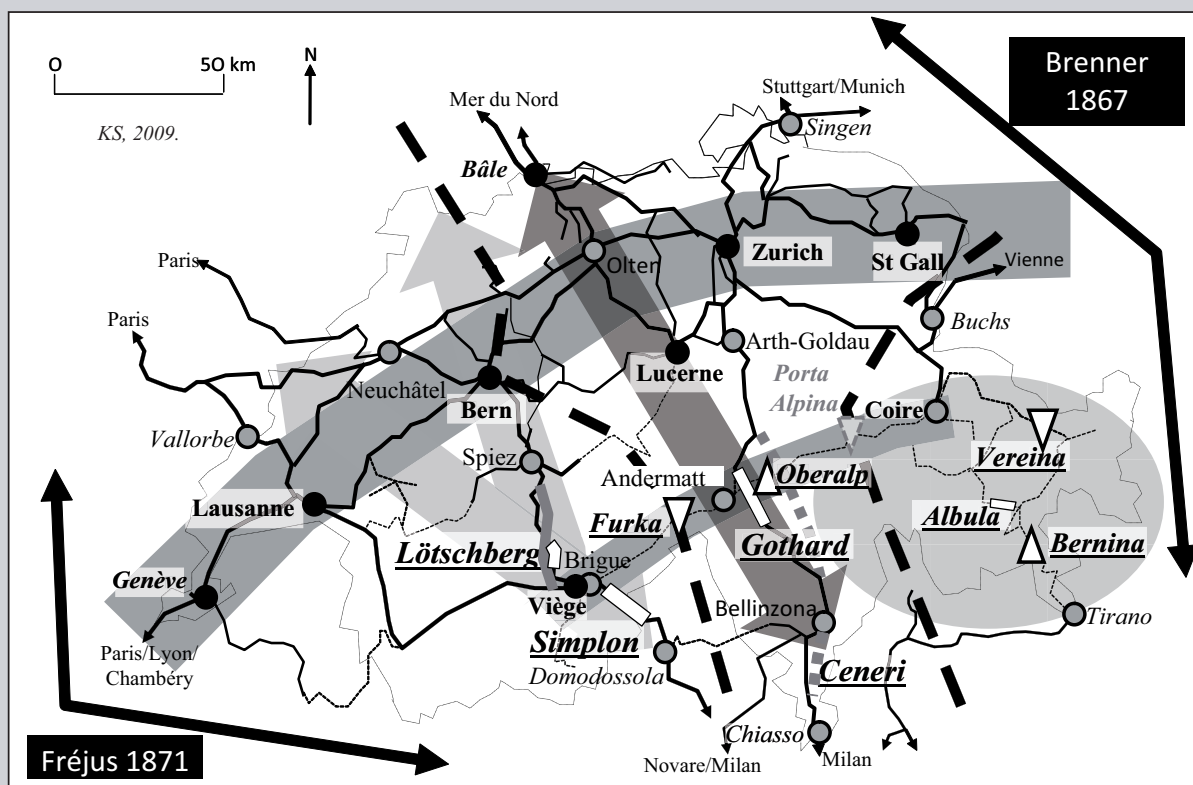 0 50 km
N
KS, 2009.
Brenner
1867
Mer du Nord
Stuttgart/Munich
Singen
Bâle
Paris
Zurich
St Gall
Olten
Vienne
Paris
Buchs
Neuchâtel
Arth-Goldau
Lucerne
Porta
Alpina
Bern
Coire
Vallorbe
Spiez
Andermatt
Oberalp
Vereina
Lausanne
Furka
Albula
Lötschberg
Gothard
Bernina
Genève
Brigue
Viège
Bellinzona
Tirano
Paris/Lyon/
Chambéry
Simplon
Domodossola
Ceneri
Chiasso
Fréjus 1871
Novare/Milan
Milan